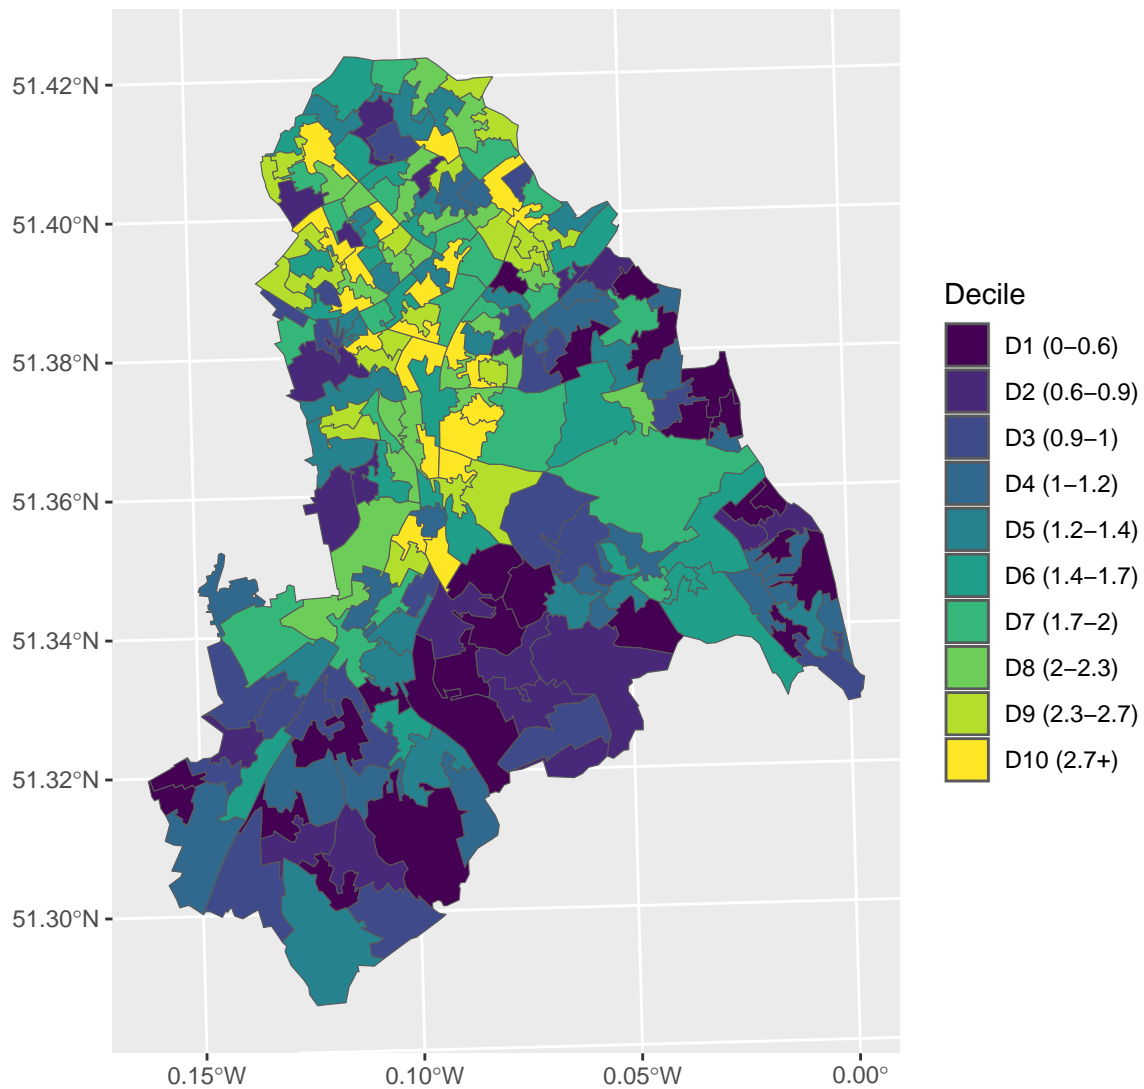 51.42°N
51.40°N
51.38°N
51.36°N
51.34°N
51.32°N
51.30°N
0.15°W
0.10°W
0.05°W
0.00°
Decile
D1 (0–0.6)
D2 (0.6–0.9)
D3 (0.9–1)
D4 (1–1.2)
D5 (1.2–1.4)
D6 (1.4–1.7)
D7 (1.7–2)
D8 (2–2.3)
D9 (2.3–2.7)
D10 (2.7+)